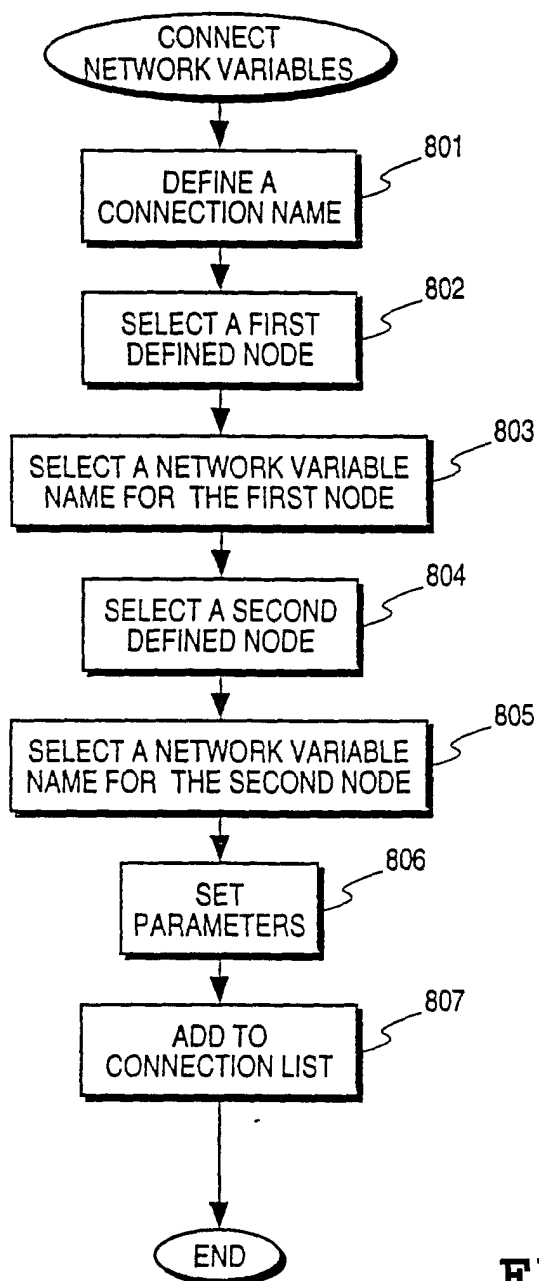 CONNECT
NETWORK VARIABLES
801
DEFINE A
CONNECTION NAME
802
SELECT A FIRST
DEFINED NODE
803
SELECT A NETWORK VARIABLE
NAME FOR THE FIRST NODE
804
SELECT A SECOND
DEFINED NODE
805
SELECT A NETWORK VARIABLE
NAME FOR THE SECOND NODE
806
SET
PARAMETERS
807
ADD TO
CONNECTION LIST
END